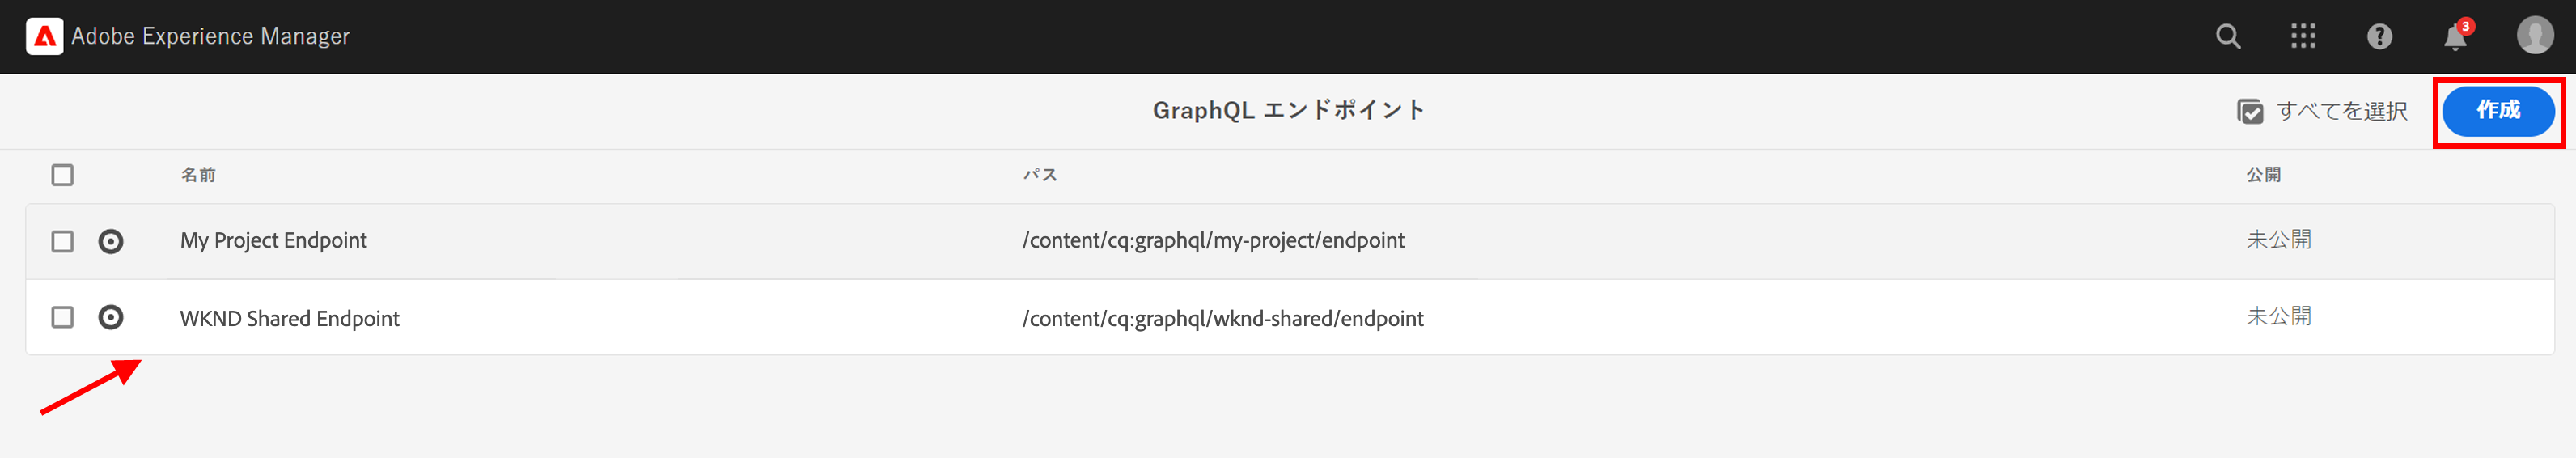 Adobe Experience Manager
3
GraphQL エンドポイント
すべてを選択
作成
名前 パス 公開
My Project Endpoint /content/cq:graphql/my-project/endpoint 未公開
WKND Shared Endpoint /content/cq:graphql/wknd-shared/endpoint 未公開